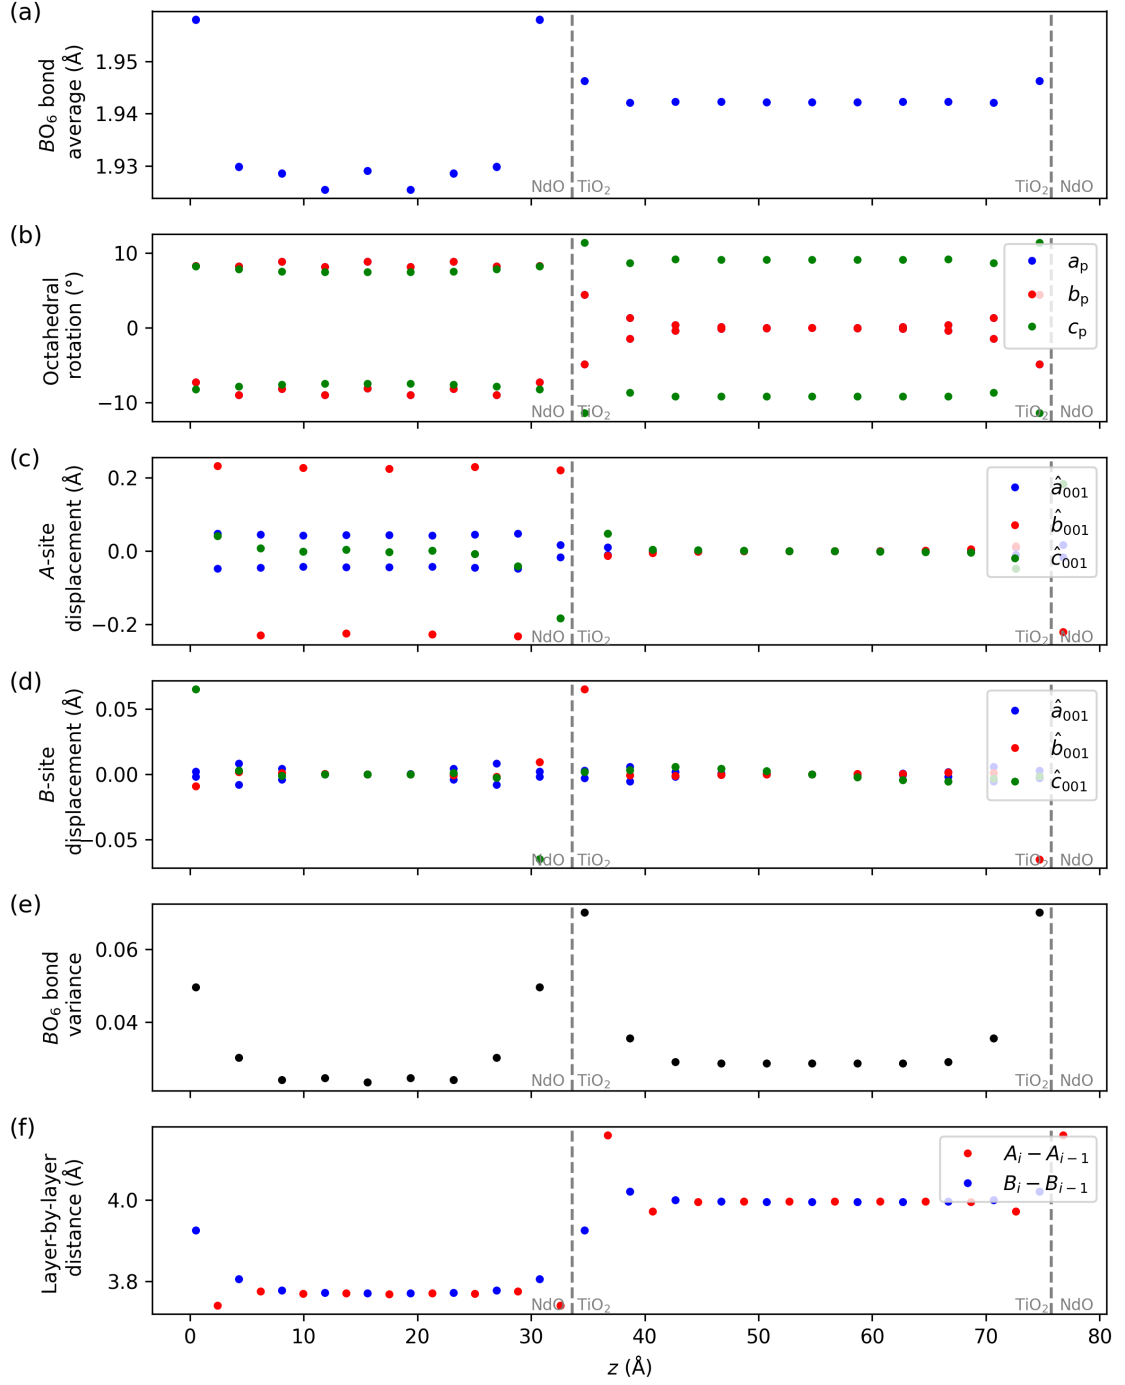 (a)
BO₆ bond
average (Å)
1.95
1.94
1.93
NdO TiO₂ TiO₂ NdO
(b)
Octahedral
rotation (°)
10
0
−10
aₚ
bₚ
cₚ
NdO TiO₂ TiO₂ NdO
(c)
A-site
displacement (Å)
0.2
0.0
−0.2
â₀₀₁
b̂₀₀₁
ĉ₀₀₁
NdO TiO₂ TiO₂ NdO
(d)
B-site
displacement (Å)
0.05
0.00
−0.05
â₀₀₁
b̂₀₀₁
ĉ₀₀₁
NdO TiO₂ TiO₂ NdO
(e)
BO₆ bond
variance
0.06
0.04
NdO TiO₂ TiO₂ NdO
(f)
Layer-by-layer
distance (Å)
4.0
3.8
Aᵢ − Aᵢ₋₁
Bᵢ − Bᵢ₋₁
NdO TiO₂ TiO₂ NdO
0 10 20 30 40 50 60 70 80
z (Å)